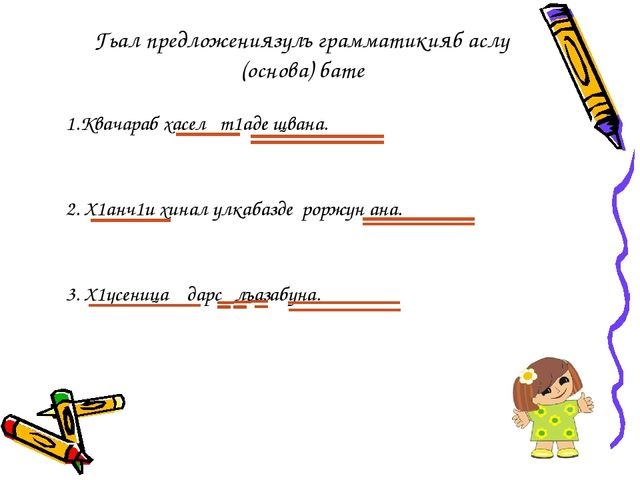 Гьал предложениязулъ грамматикияб аслу
(основа) бате
1.Квачараб хасел т1аде щвана.
2. Х1анч1и хинал улкабазде роржун ана.
3. Х1усеница дарс лъазабуна.